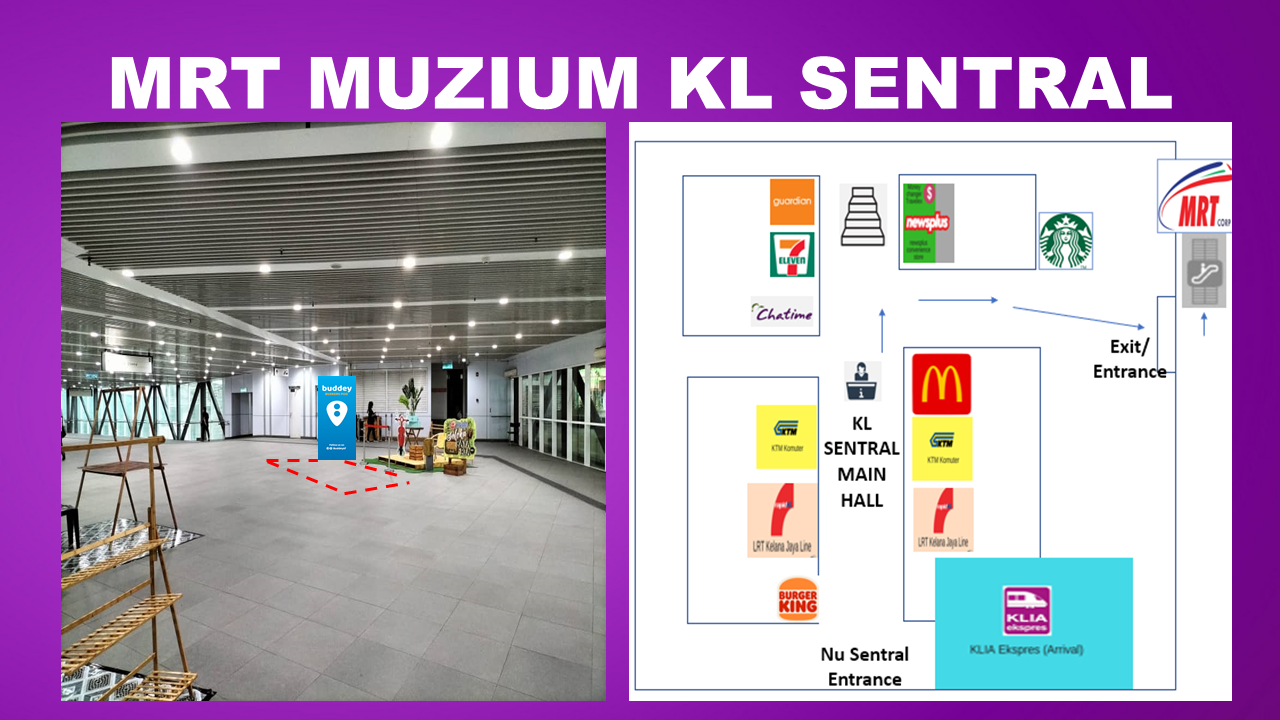 MRT MUZIUM KL SENTRAL
buddey
guardian
7
ELEVEN
Chatime
$
newsplus
MRT
CORP
Exit/
Entrance
i
KTM Komuter
KTM Komuter
KL
SENTRAL
MAIN
HALL
LRT Kelana Jaya Line
LRT Kelana Jaya Line
BURGER
KING
KLIA
ekspres
KLIA Ekspres (Arrival)
Nu Sentral
Entrance